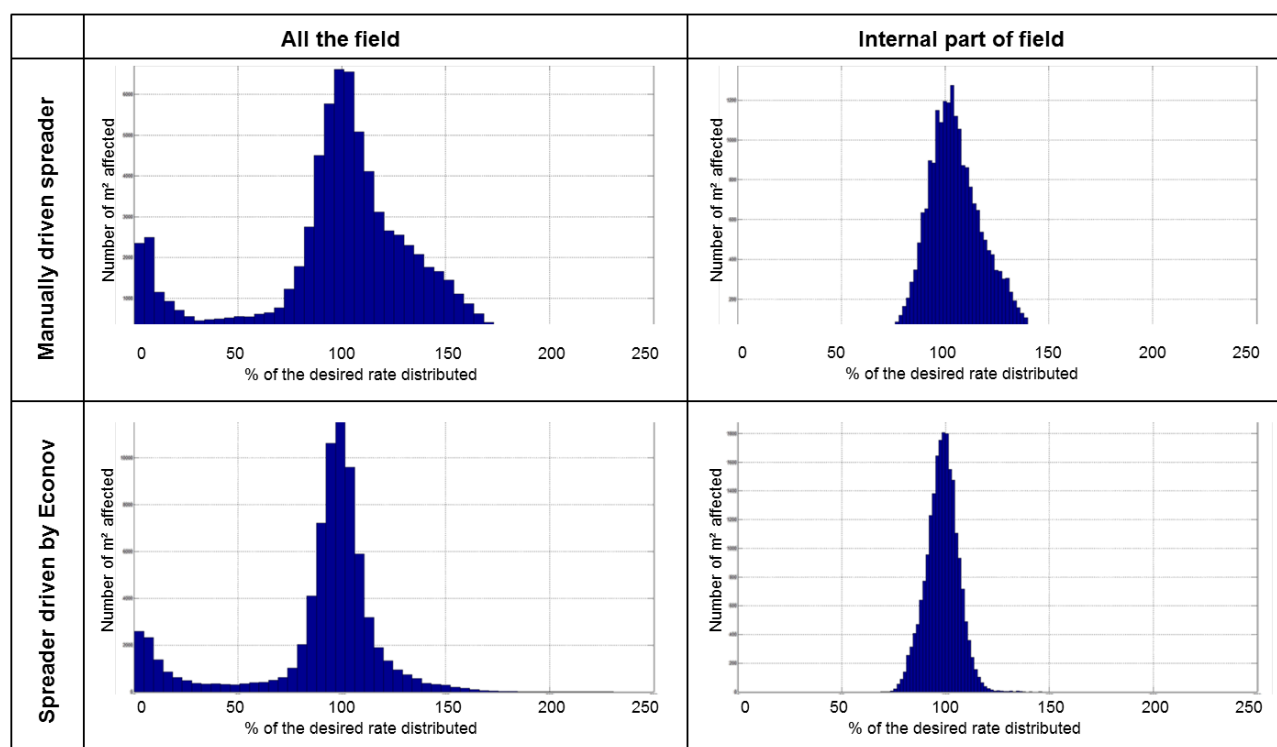 All the field
Internal part of field
Manually driven spreader
Number of m² affected
0 50 100 150 200 250
% of the desired rate distributed
Number of m² affected
0 50 100 150 200 250
% of the desired rate distributed
Spreader driven by Econov
Number of m² affected
0 50 100 150 200 250
% of the desired rate distributed
Number of m² affected
0 50 100 150 200 250
% of the desired rate distributed